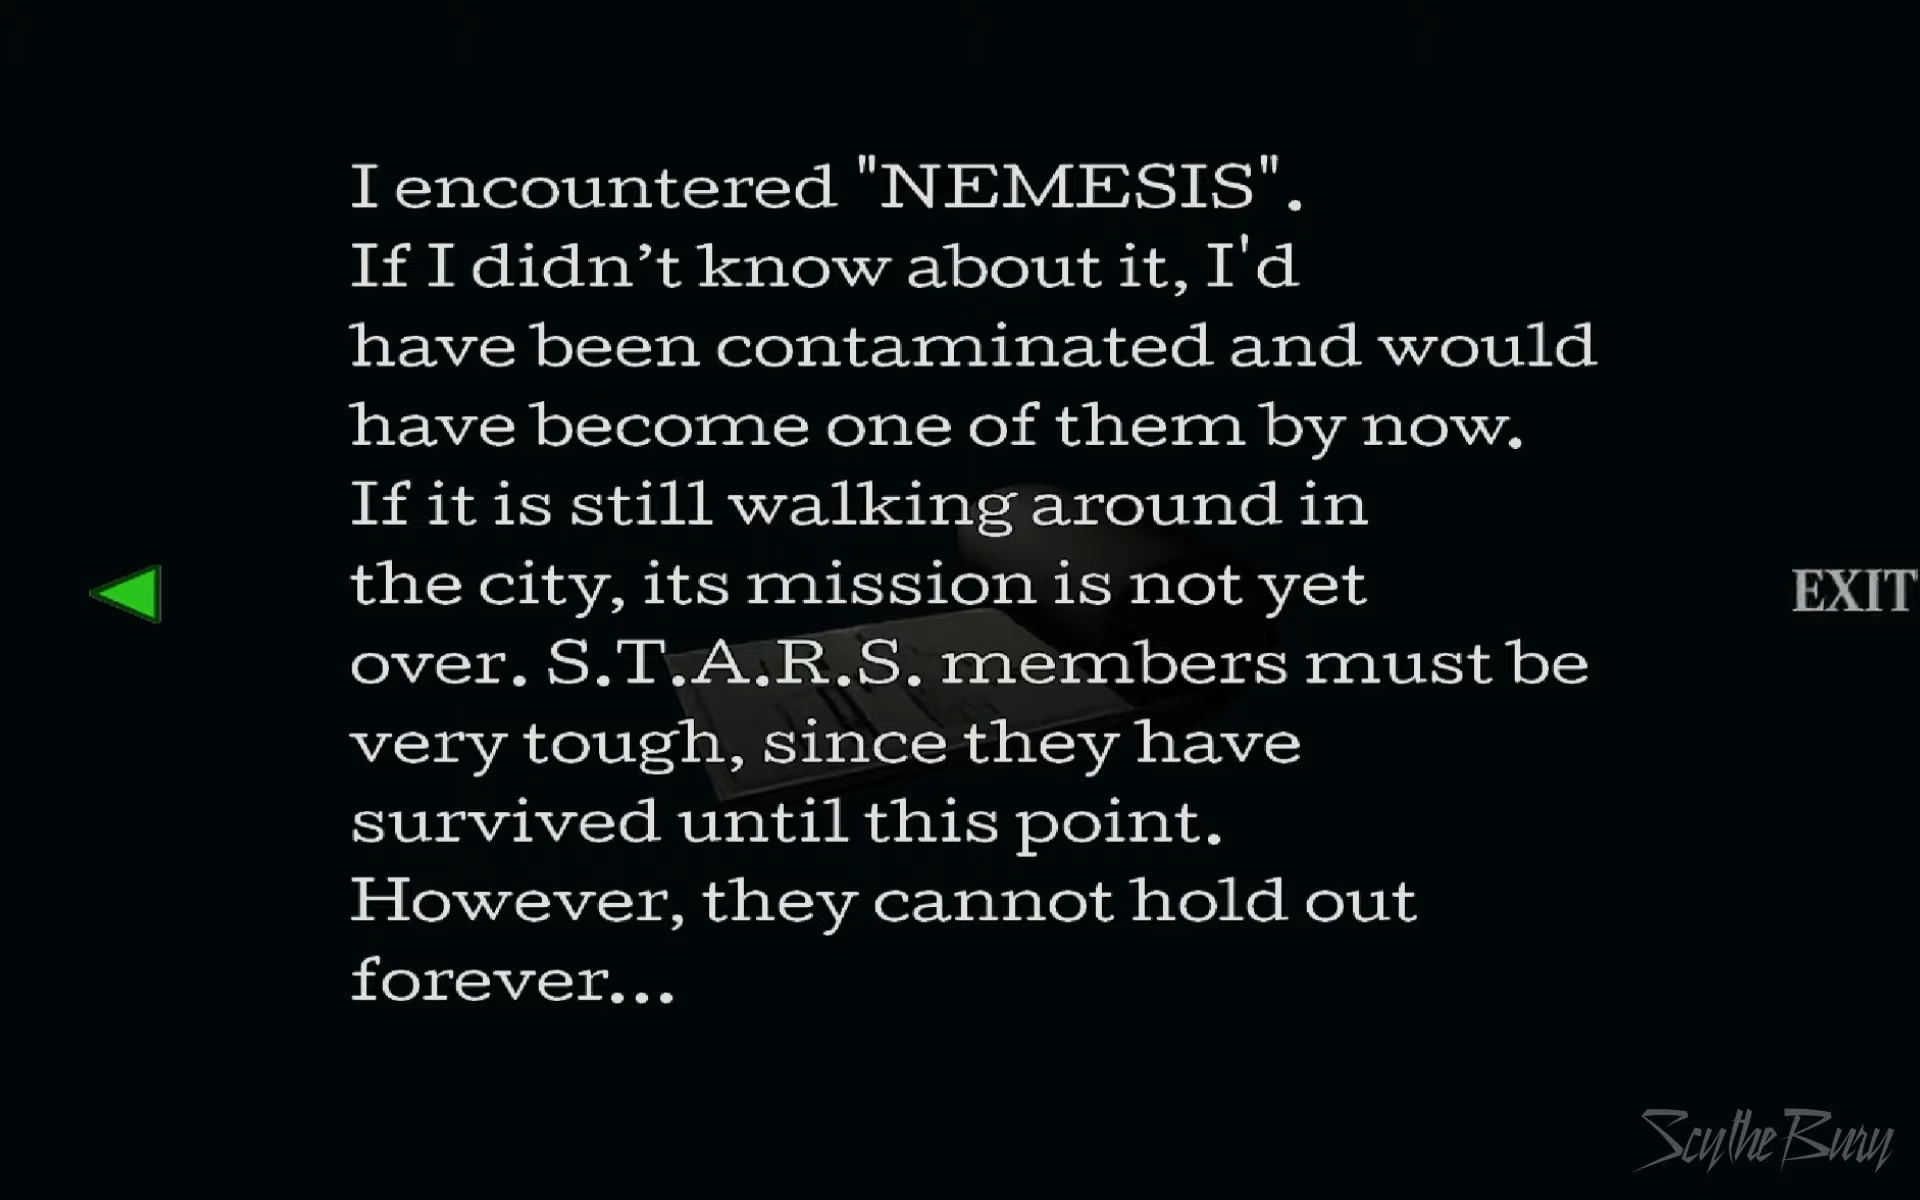 I encountered "NEMESIS".
If I didn’t know about it, I'd
have been contaminated and would
have become one of them by now.
If it is still walking around in
the city, its mission is not yet
over. S.T.A.R.S. members must be
very tough, since they have
survived until this point.
However, they cannot hold out
forever...
EXIT
ScytheBury